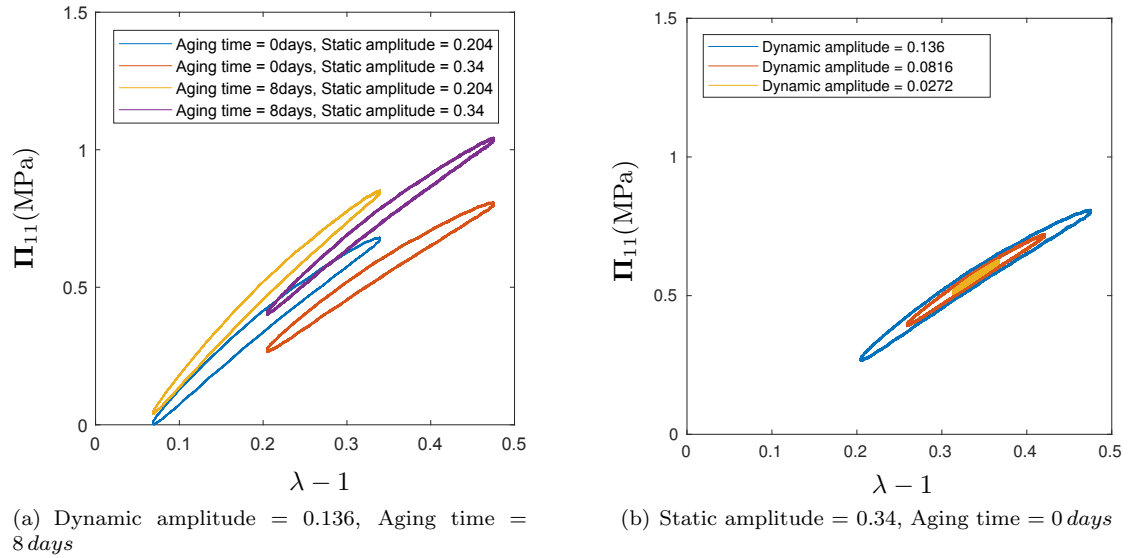 1.5
Aging time = 0days, Static amplitude = 0.204
Aging time = 0days, Static amplitude = 0.34
Aging time = 8days, Static amplitude = 0.204
Aging time = 8days, Static amplitude = 0.34
1
0.5
0
Π₁₁(MPa)
0 0.1 0.2 0.3 0.4 0.5
λ − 1
(a) Dynamic amplitude = 0.136, Aging time =
8 days
1.5
Dynamic amplitude = 0.136
Dynamic amplitude = 0.0816
Dynamic amplitude = 0.0272
1
0.5
0
Π₁₁(MPa)
0 0.1 0.2 0.3 0.4 0.5
λ − 1
(b) Static amplitude = 0.34, Aging time = 0 days